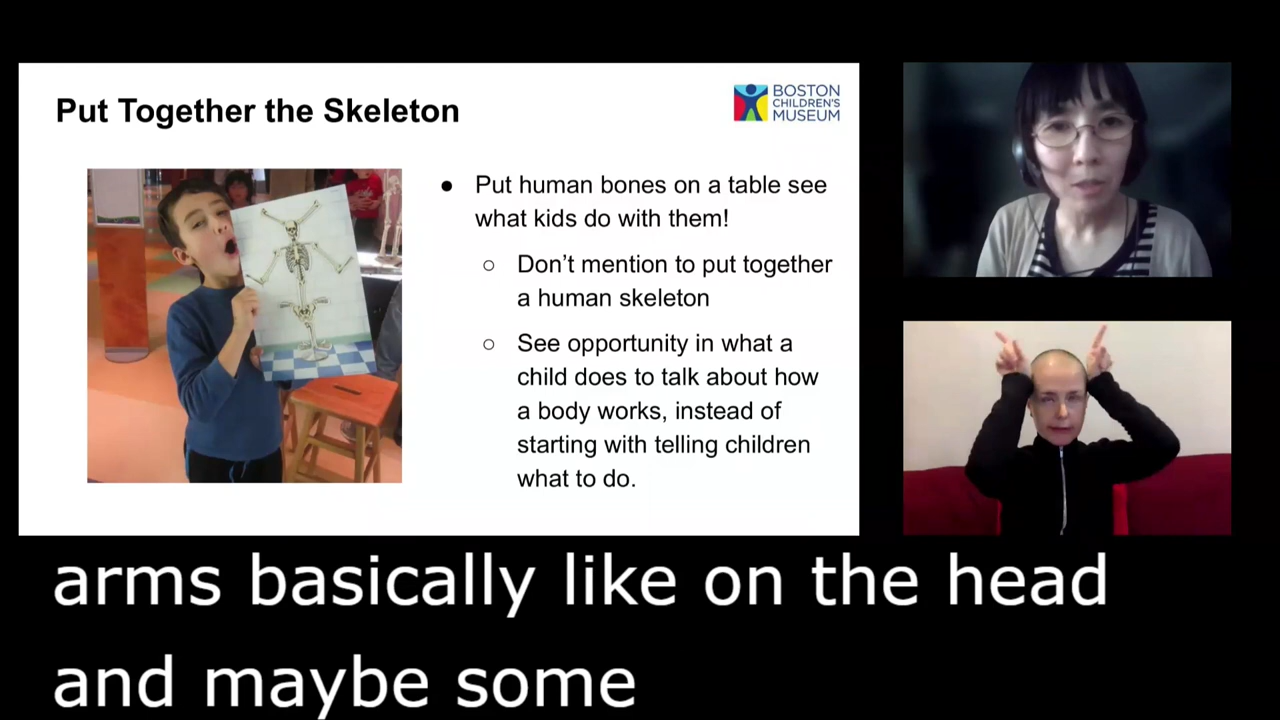 Put Together the Skeleton
BOSTON
CHILDREN'S
MUSEUM
● Put human bones on a table see
what kids do with them!
○ Don’t mention to put together
a human skeleton
○ See opportunity in what a
child does to talk about how
a body works, instead of
starting with telling children
what to do.
arms basically like on the head
and maybe some